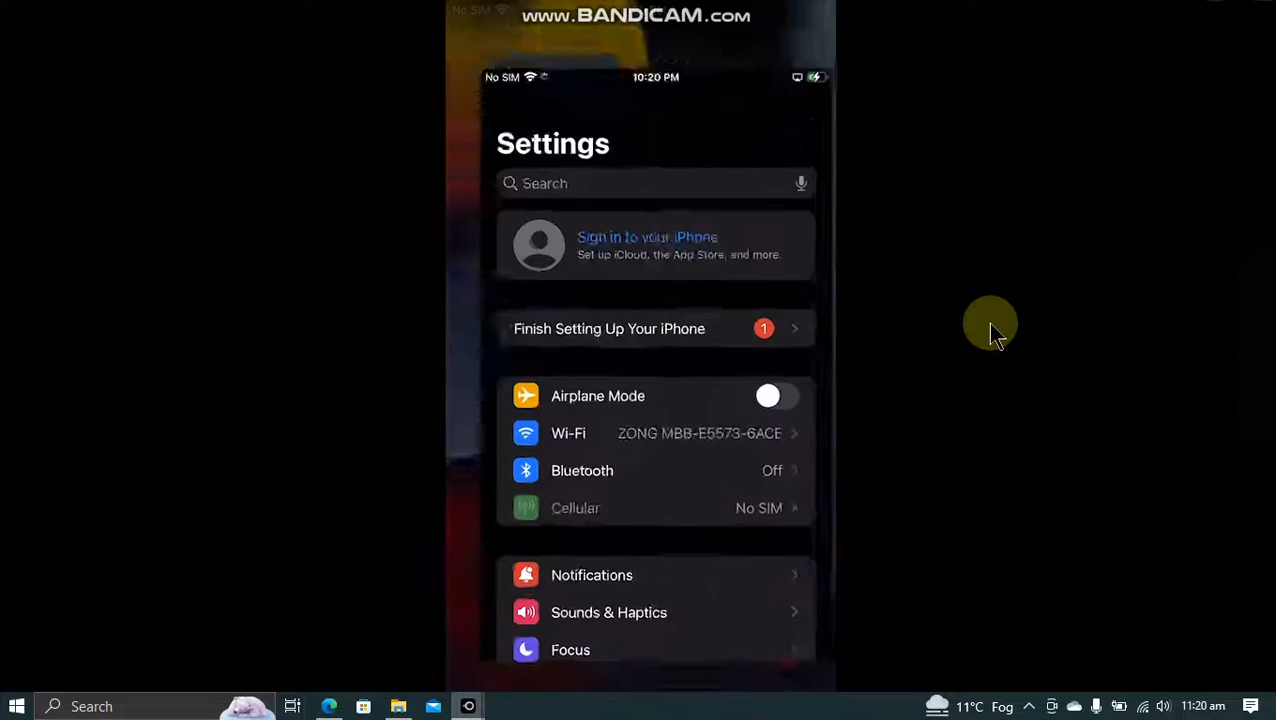 No SIM
www.BANDICAM.com
No SIM 10:20 PM
Settings
Search
Sign in to your iPhone
Set up iCloud, the App Store, and more.
Finish Setting Up Your iPhone 1
Airplane Mode
Wi-Fi ZONG MBB-E5573-6ACE
Bluetooth Off
Cellular No SIM
Notifications
Sounds & Haptics
Focus
Search 11°C Fog 11:20 am